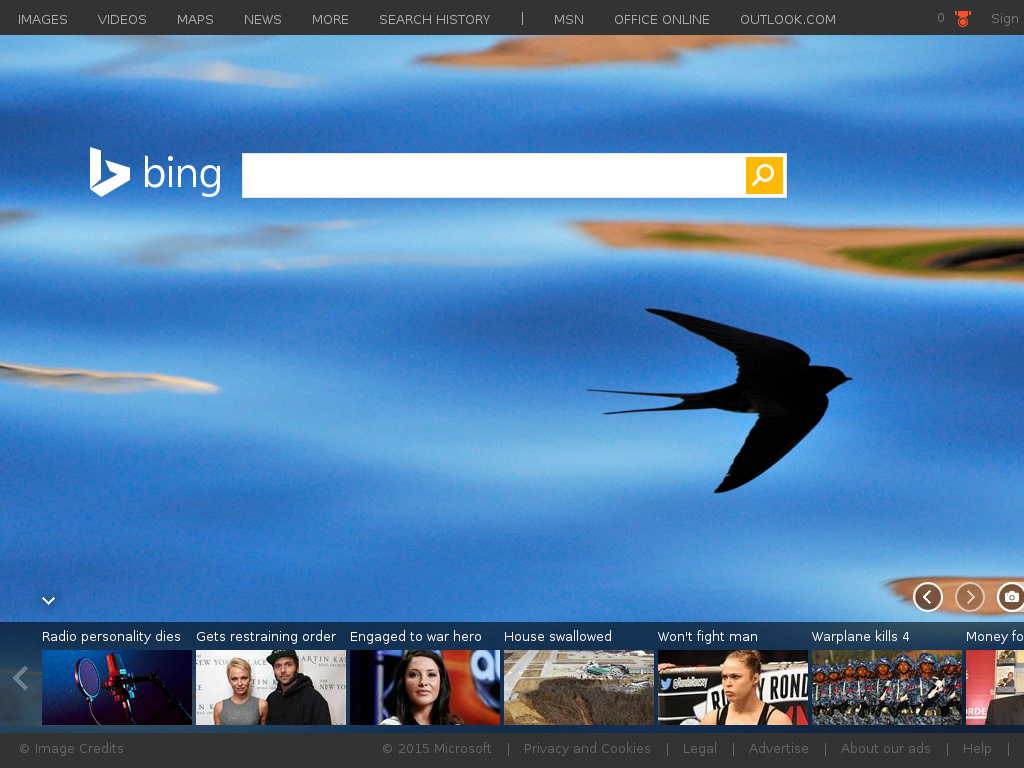 IMAGES VIDEOS MAPS NEWS MORE SEARCH HISTORY | MSN OFFICE ONLINE OUTLOOK.COM 0 Sign
bing
Radio personality dies Gets restraining order Engaged to war hero House swallowed Won't fight man Warplane kills 4 Money fo
© Image Credits © 2015 Microsoft | Privacy and Cookies | Legal | Advertise | About our ads | Help |